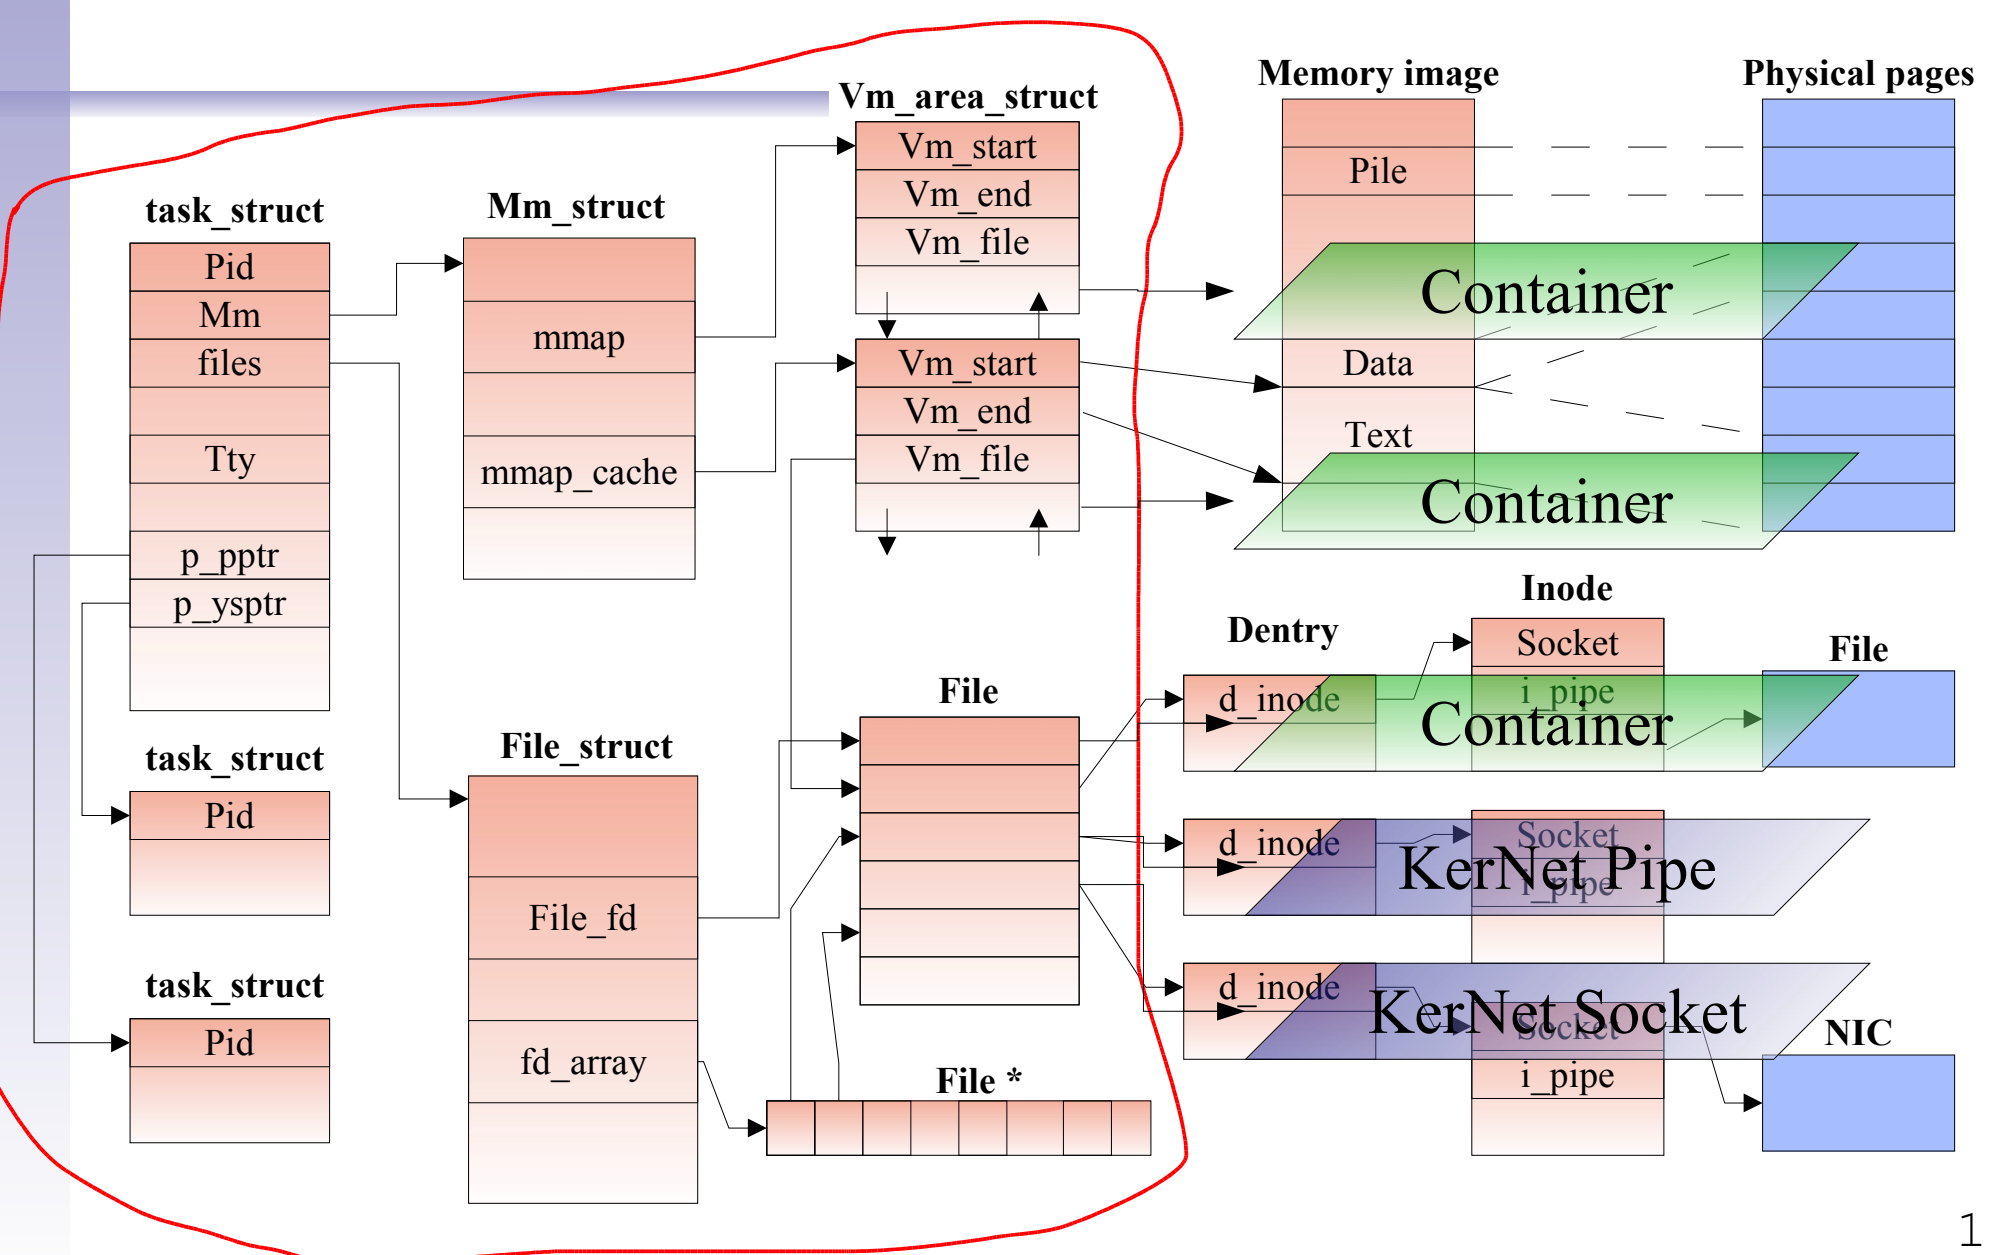 Memory image
Physical pages
Vm_area_struct
Vm_start
Vm_end
Vm_file
Pile
task_struct
Mm_struct
Pid
Mm
files
Tty
p_pptr
p_ysptr
mmap
mmap_cache
Container
Vm_start
Vm_end
Vm_file
Data
Text
Container
Inode
Dentry
Socket
File
i_pipe
d_inode
Container
File
File_struct
task_struct
Pid
File_fd
fd_array
d_inode
Socket
i_pipe
KerNet Pipe
d_inode
Socket
KerNet Socket
NIC
i_pipe
task_struct
Pid
File *
1